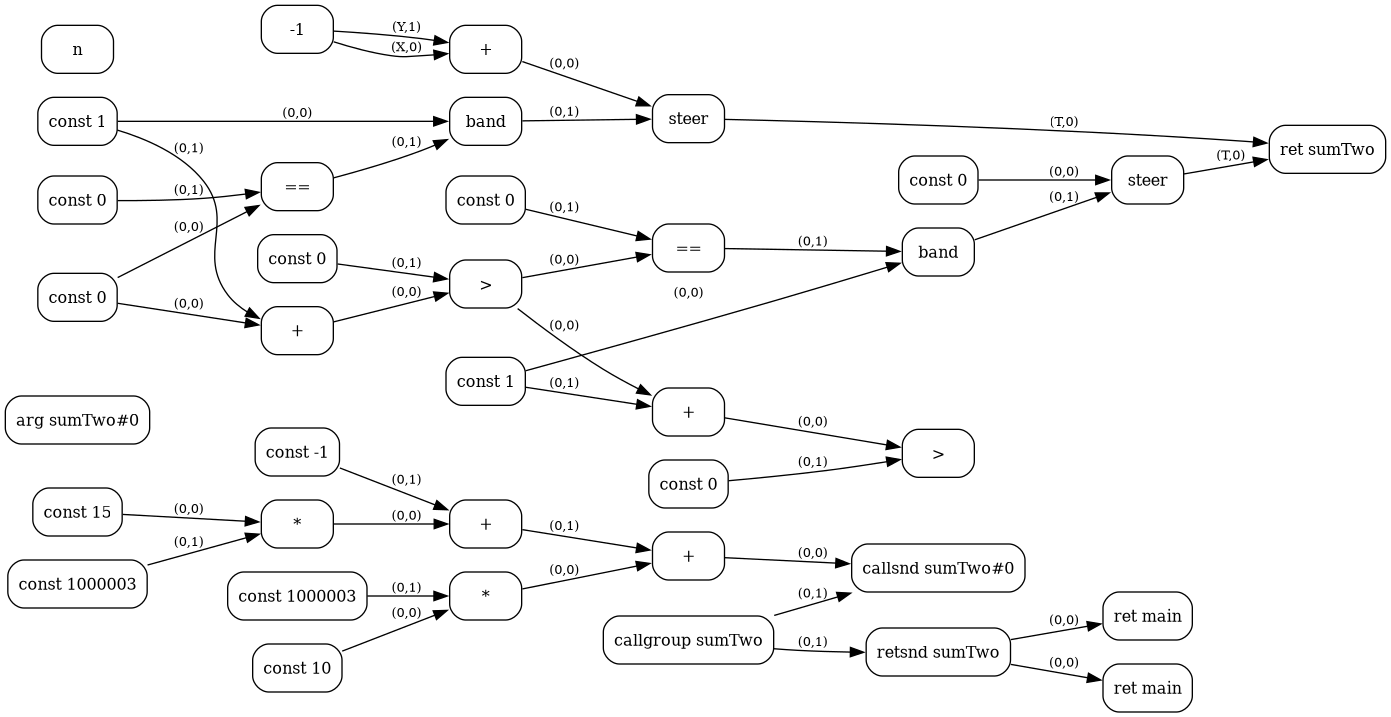 n
-1
(Y,1)
(X,0)
+
(0,0)
const 1
(0,0)
band
(0,1)
steer
(T,0)
ret sumTwo
(0,1)
(0,1)
const 0
(0,0)
steer
(T,0)
const 0
(0,1)
==
const 0
(0,1)
(0,1)
(0,0)
const 0
(0,1)
==
(0,1)
band
>
(0,0)
const 0
(0,0)
(0,0)
(0,0)
+
(0,0)
const 1
(0,1)
+
(0,0)
arg sumTwo#0
const -1
(0,1)
const 0
(0,1)
>
const 15
(0,0)
*
(0,0)
+
(0,1)
const 1000003
(0,1)
+
(0,0)
callsnd sumTwo#0
const 1000003
(0,1)
*
(0,0)
(0,0)
const 10
callgroup sumTwo
(0,1)
(0,1)
retsnd sumTwo
(0,0)
ret main
(0,0)
ret main